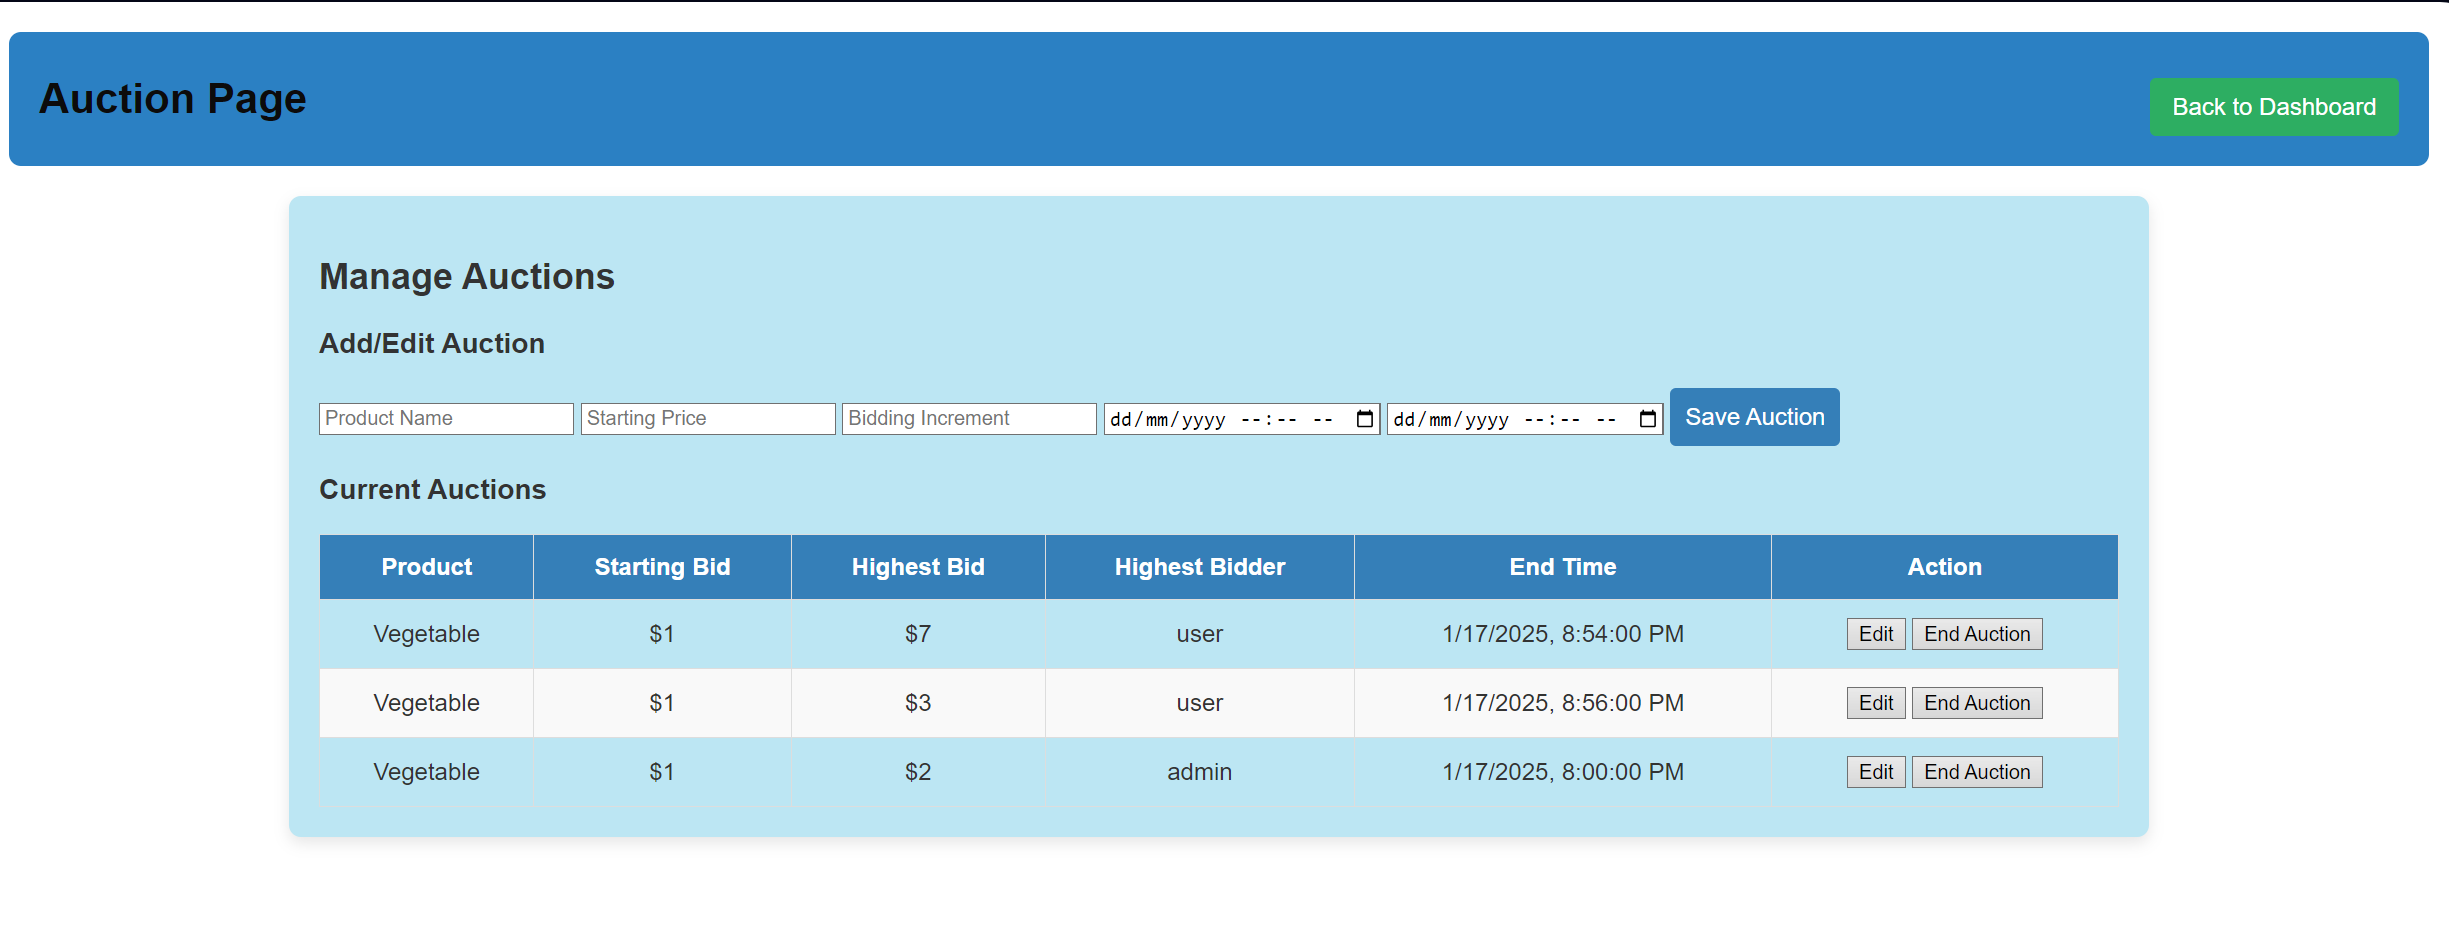 Auction Page
Back to Dashboard
Manage Auctions
Add/Edit Auction
Product Name Starting Price Bidding Increment dd/mm/yyyy --:-- -- dd/mm/yyyy --:-- -- Save Auction
Current Auctions
Product Starting Bid Highest Bid Highest Bidder End Time Action
Vegetable $1 $7 user 1/17/2025, 8:54:00 PM Edit End Auction
Vegetable $1 $3 user 1/17/2025, 8:56:00 PM Edit End Auction
Vegetable $1 $2 admin 1/17/2025, 8:00:00 PM Edit End Auction